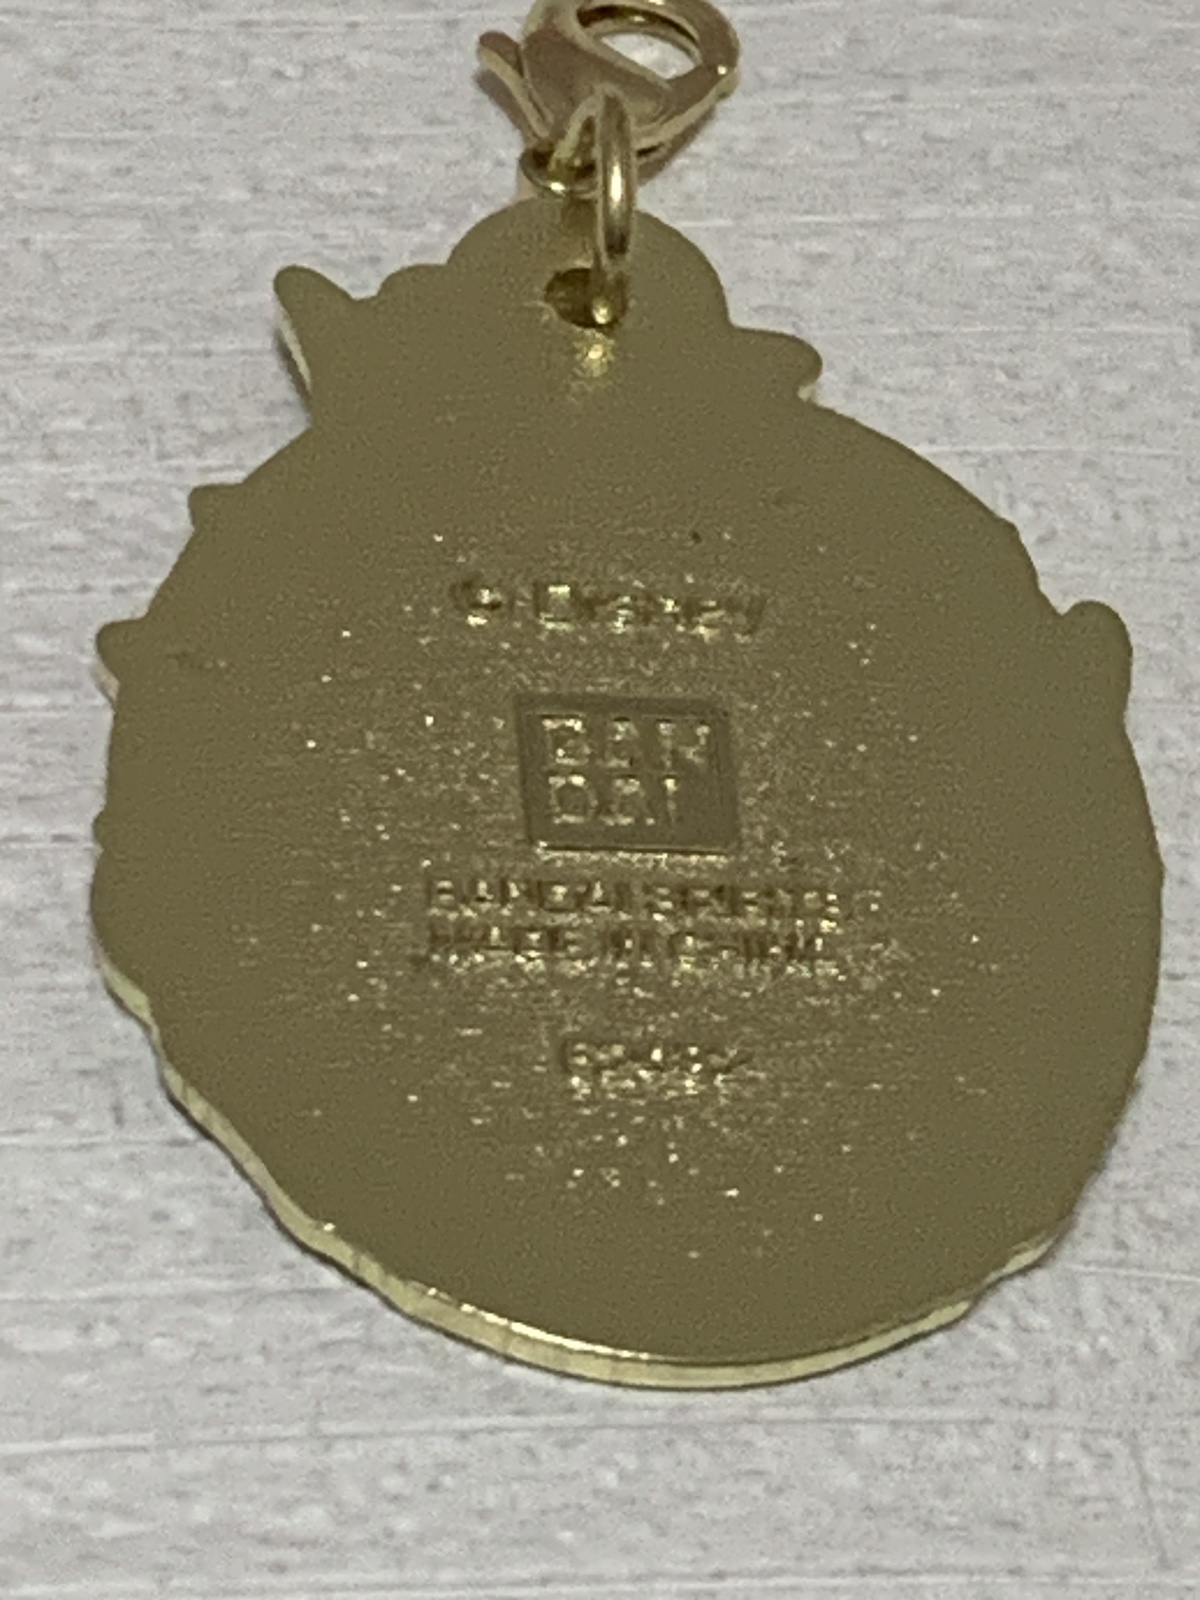 © Disney
BAN
DAI
BANDAI SPIRITS
MADE IN CHINA